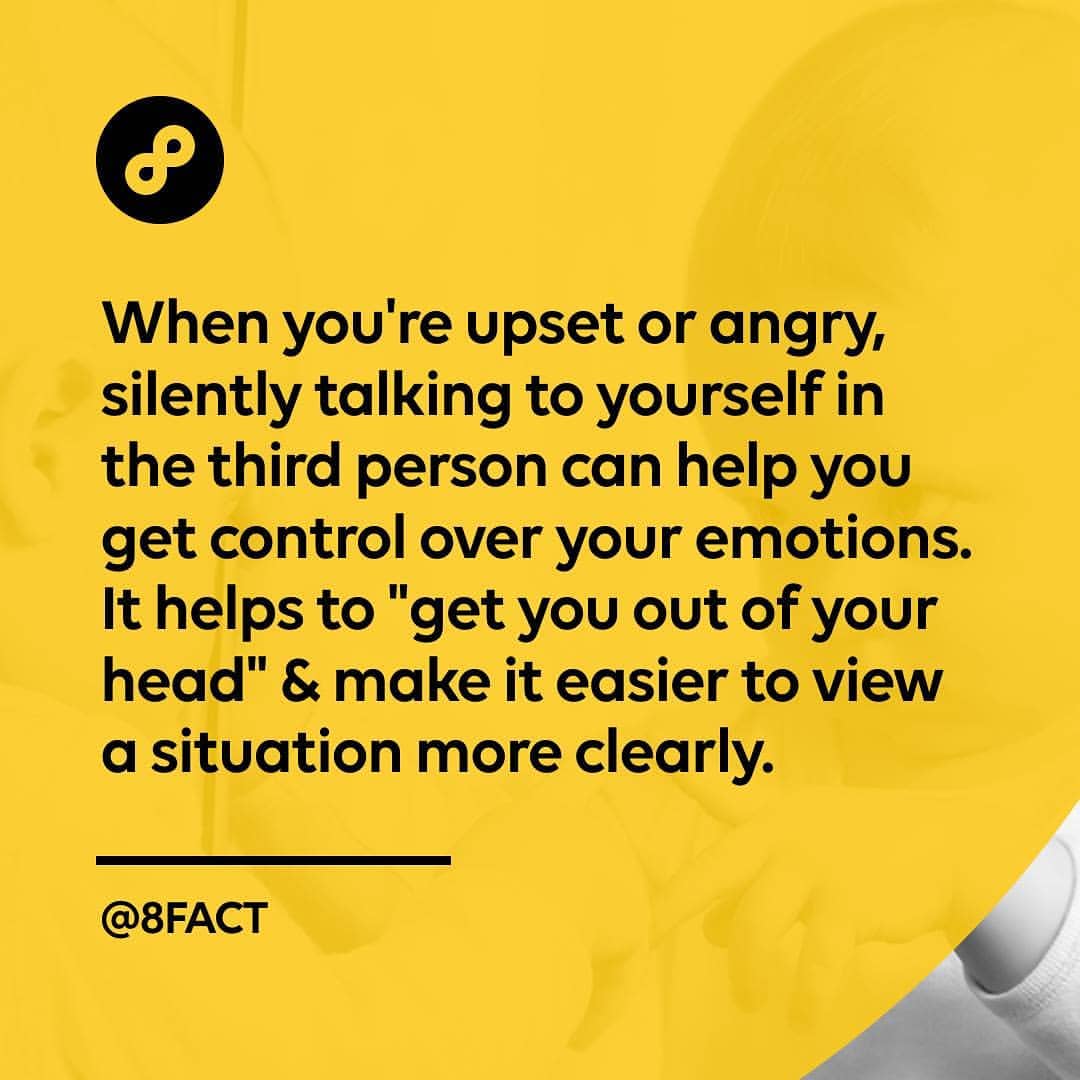 When you're upset or angry,
silently talking to yourself in
the third person can help you
get control over your emotions.
It helps to "get you out of your
head" & make it easier to view
a situation more clearly.
@8FACT